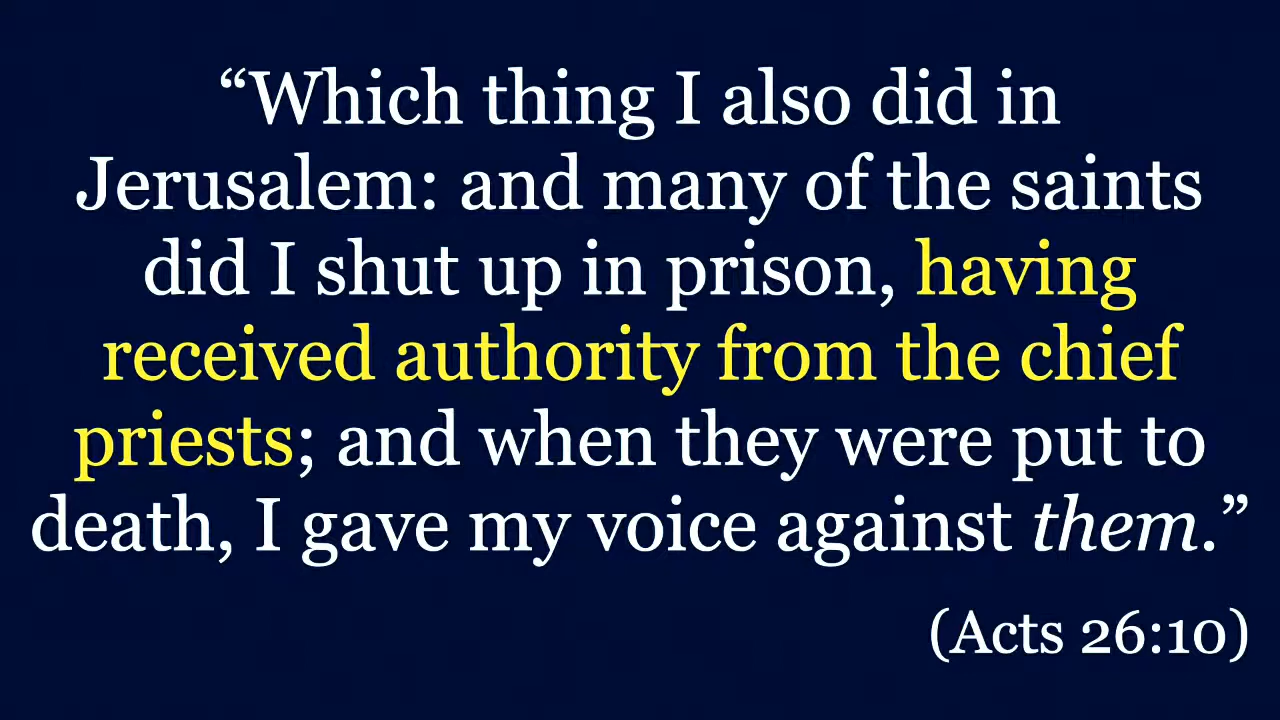 “Which thing I also did in
Jerusalem: and many of the saints
did I shut up in prison, having
received authority from the chief
priests; and when they were put to
death, I gave my voice against them.”
(Acts 26:10)